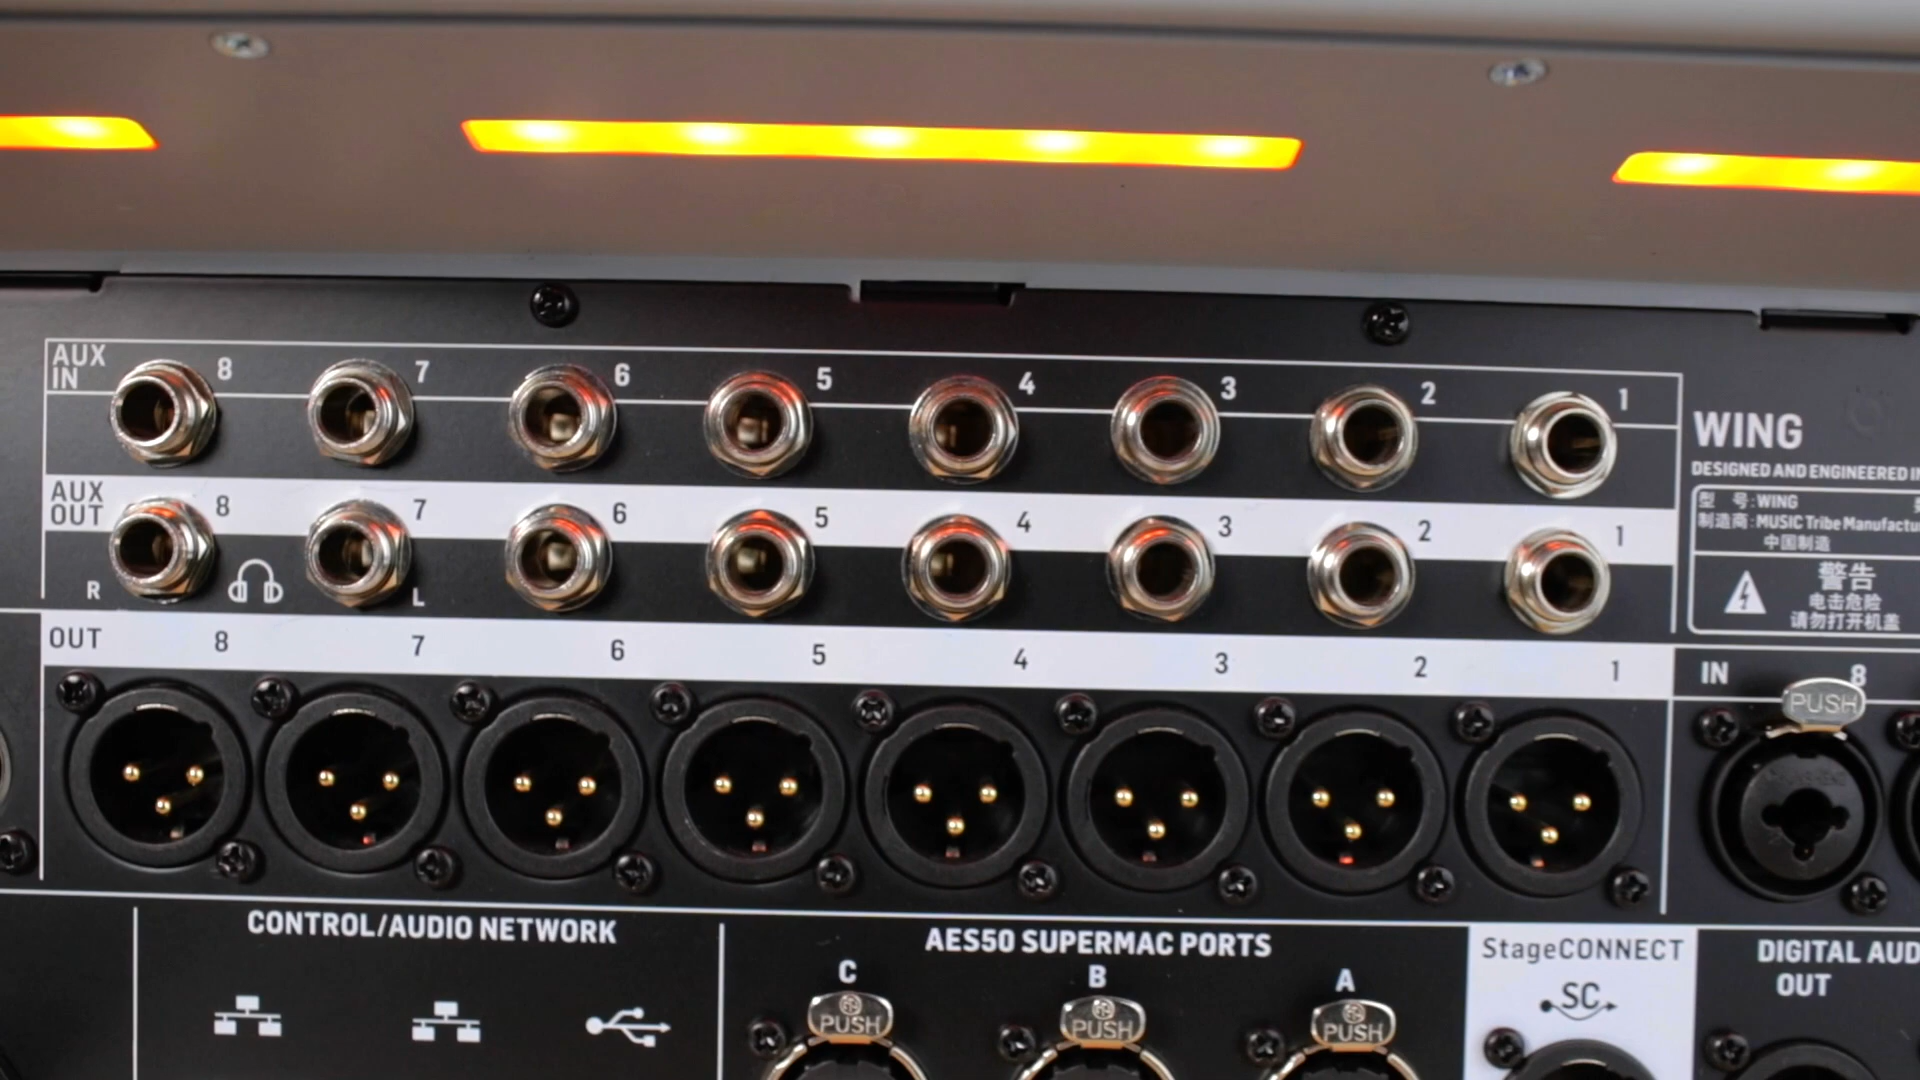 AUX IN 8 7 6 5 4 3 2 1
AUX OUT 8 7 6 5 4 3 2 1
R L
OUT 8 7 6 5 4 3 2 1
WING
DESIGNED AND ENGINEERED
型 号:WING
制造商:MUSIC Tribe
中国制造
警告
电击危险
请勿打开机盖
IN 8
PUSH
CONTROL/AUDIO NETWORK
AES50 SUPERMAC PORTS
C B A
PUSH PUSH PUSH
StageCONNECT
SC
DIGITAL
OUT